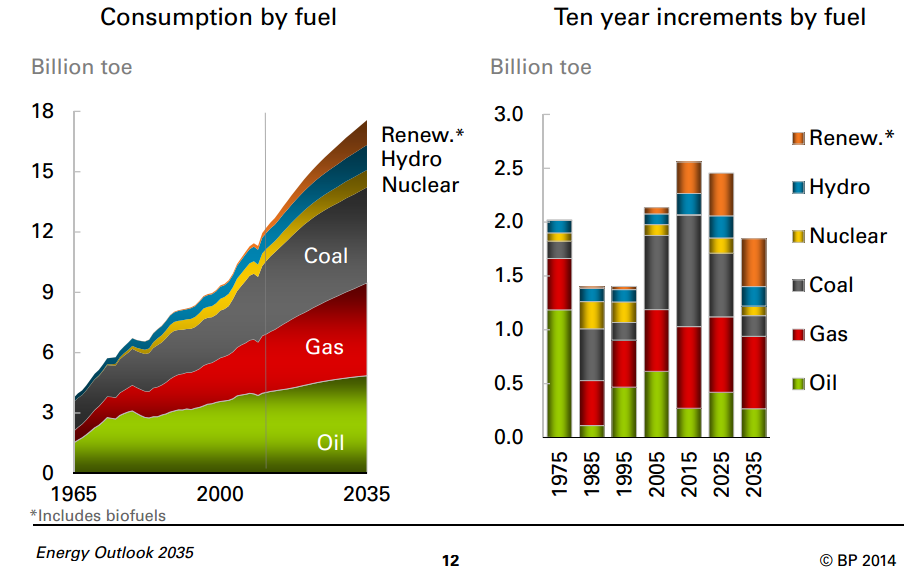 Consumption by fuel
Billion toe
18
15
12
9
6
3
0
1965 2000 2035
Renew.*
Hydro
Nuclear
Coal
Gas
Oil
*Includes biofuels
Ten year increments by fuel
Billion toe
3.0
2.5
2.0
1.5
1.0
0.5
0.0
1975 1985 1995 2005 2015 2025 2035
Renew.*
Hydro
Nuclear
Coal
Gas
Oil
Energy Outlook 2035
12
© BP 2014